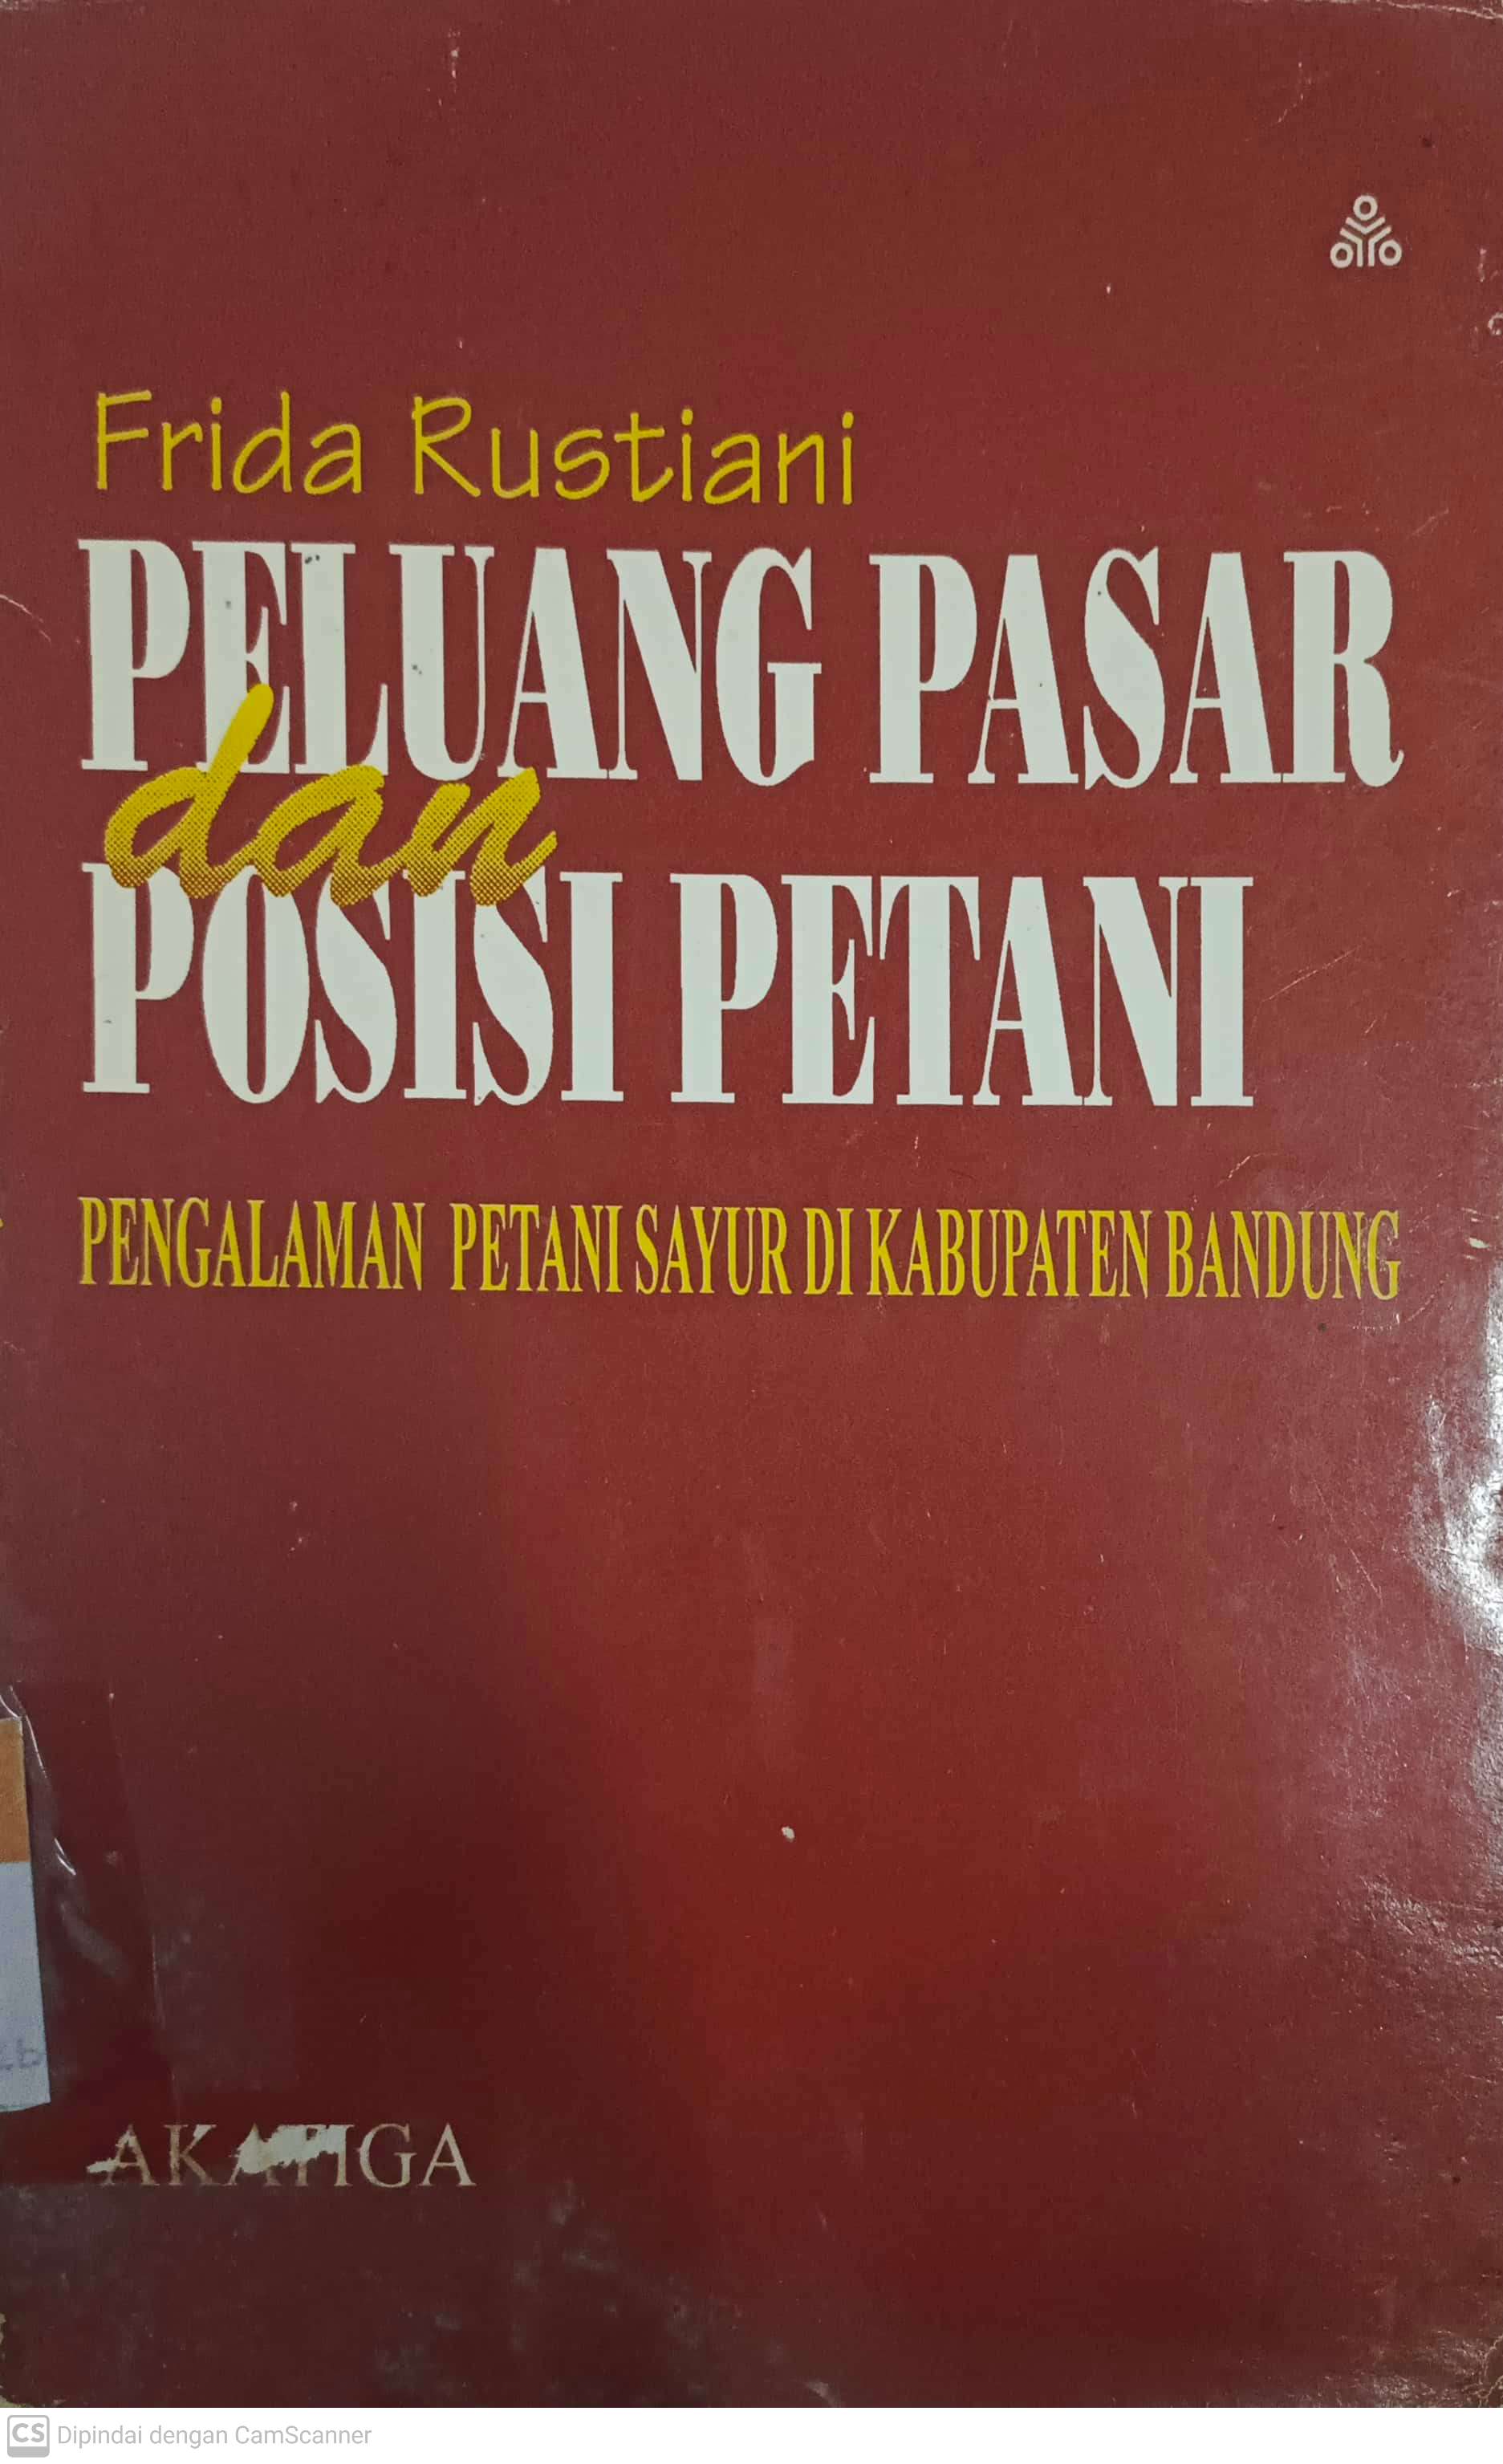 Frida Rustiani
PELUANG PASAR
dan
POSISI PETANI
PENGALAMAN PETANI SAYUR DI KABUPATEN BANDUNG
AKATIGA
CS Dipindai dengan CamScanner